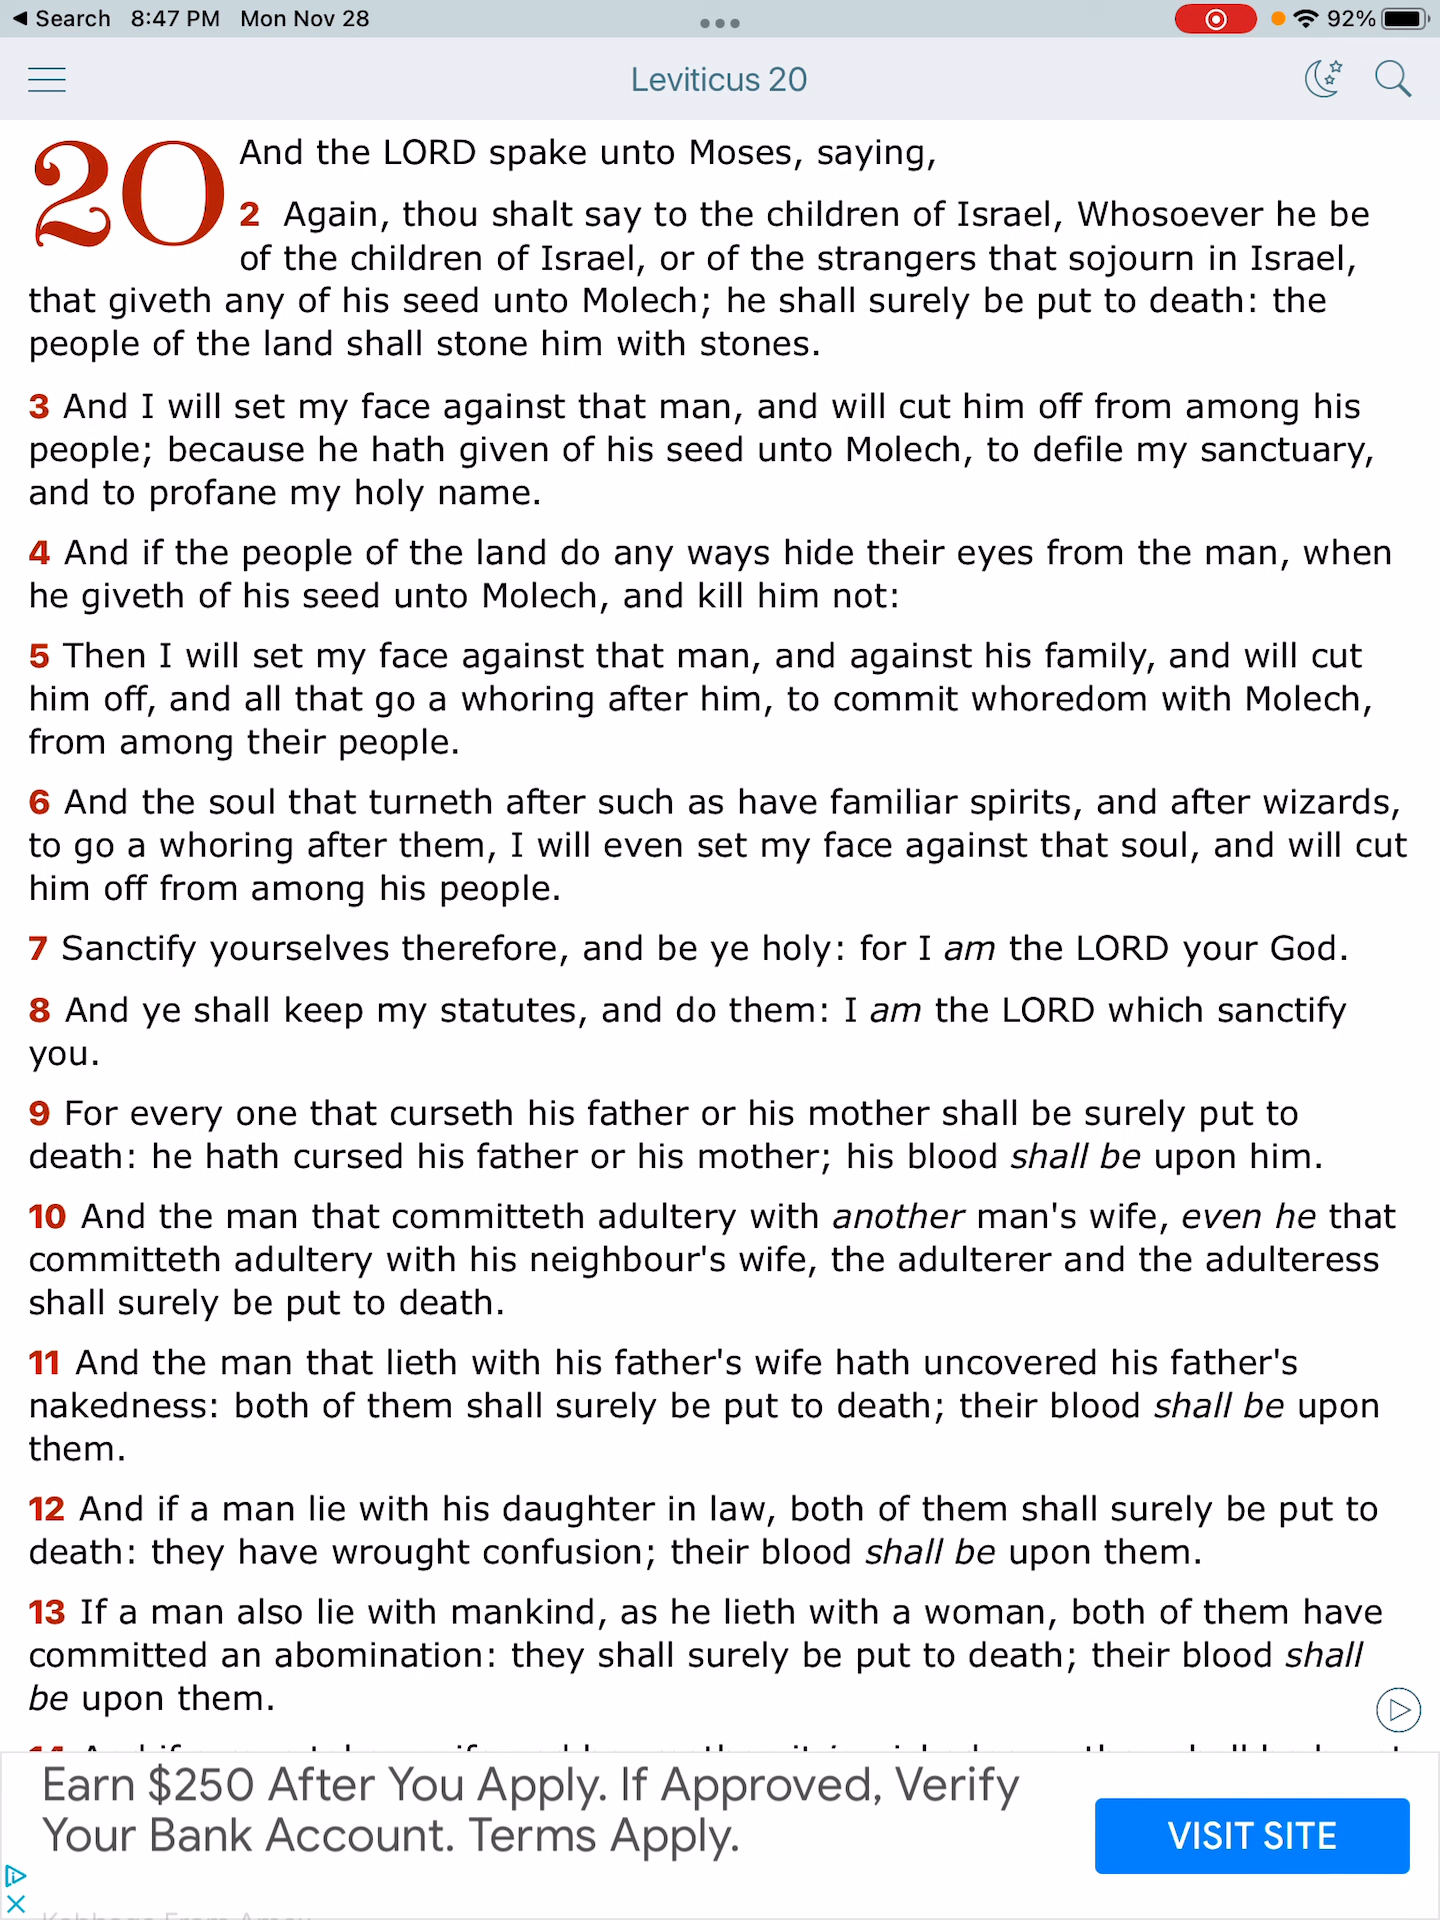 Search 8:47 PM Mon Nov 28
92%
Leviticus 20
20 And the LORD spake unto Moses, saying,
2 Again, thou shalt say to the children of Israel, Whosoever he be
of the children of Israel, or of the strangers that sojourn in Israel,
that giveth any of his seed unto Molech; he shall surely be put to death: the
people of the land shall stone him with stones.
3 And I will set my face against that man, and will cut him off from among his
people; because he hath given of his seed unto Molech, to defile my sanctuary,
and to profane my holy name.
4 And if the people of the land do any ways hide their eyes from the man, when
he giveth of his seed unto Molech, and kill him not:
5 Then I will set my face against that man, and against his family, and will cut
him off, and all that go a whoring after him, to commit whoredom with Molech,
from among their people.
6 And the soul that turneth after such as have familiar spirits, and after wizards,
to go a whoring after them, I will even set my face against that soul, and will cut
him off from among his people.
7 Sanctify yourselves therefore, and be ye holy: for I am the LORD your God.
8 And ye shall keep my statutes, and do them: I am the LORD which sanctify
you.
9 For every one that curseth his father or his mother shall be surely put to
death: he hath cursed his father or his mother; his blood shall be upon him.
10 And the man that committeth adultery with another man's wife, even he that
committeth adultery with his neighbour's wife, the adulterer and the adulteress
shall surely be put to death.
11 And the man that lieth with his father's wife hath uncovered his father's
nakedness: both of them shall surely be put to death; their blood shall be upon
them.
12 And if a man lie with his daughter in law, both of them shall surely be put to
death: they have wrought confusion; their blood shall be upon them.
13 If a man also lie with mankind, as he lieth with a woman, both of them have
committed an abomination: they shall surely be put to death; their blood shall
be upon them.
Earn $250 After You Apply. If Approved, Verify
Your Bank Account. Terms Apply.
VISIT SITE